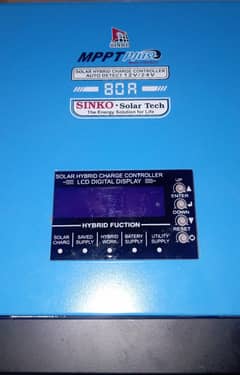 SINKO
MPPT Plus
SOLAR HYBRID CHARGE CONTROLLER
AUTO DETECT 12V/24V
80A
SINKO • Solar Tech
The Energy Solution for Life
SOLAR HYBRID CHARGE CONTROLLER
LCD DIGITAL DISPLAY
UP
ENTER
DOWN
RESET
HYBRID FUCTION
SOLAR CHARG
SAVED SUPPLY
HYBRID WORK.
BATERY SUPPLY
UTILITY SUPPLY